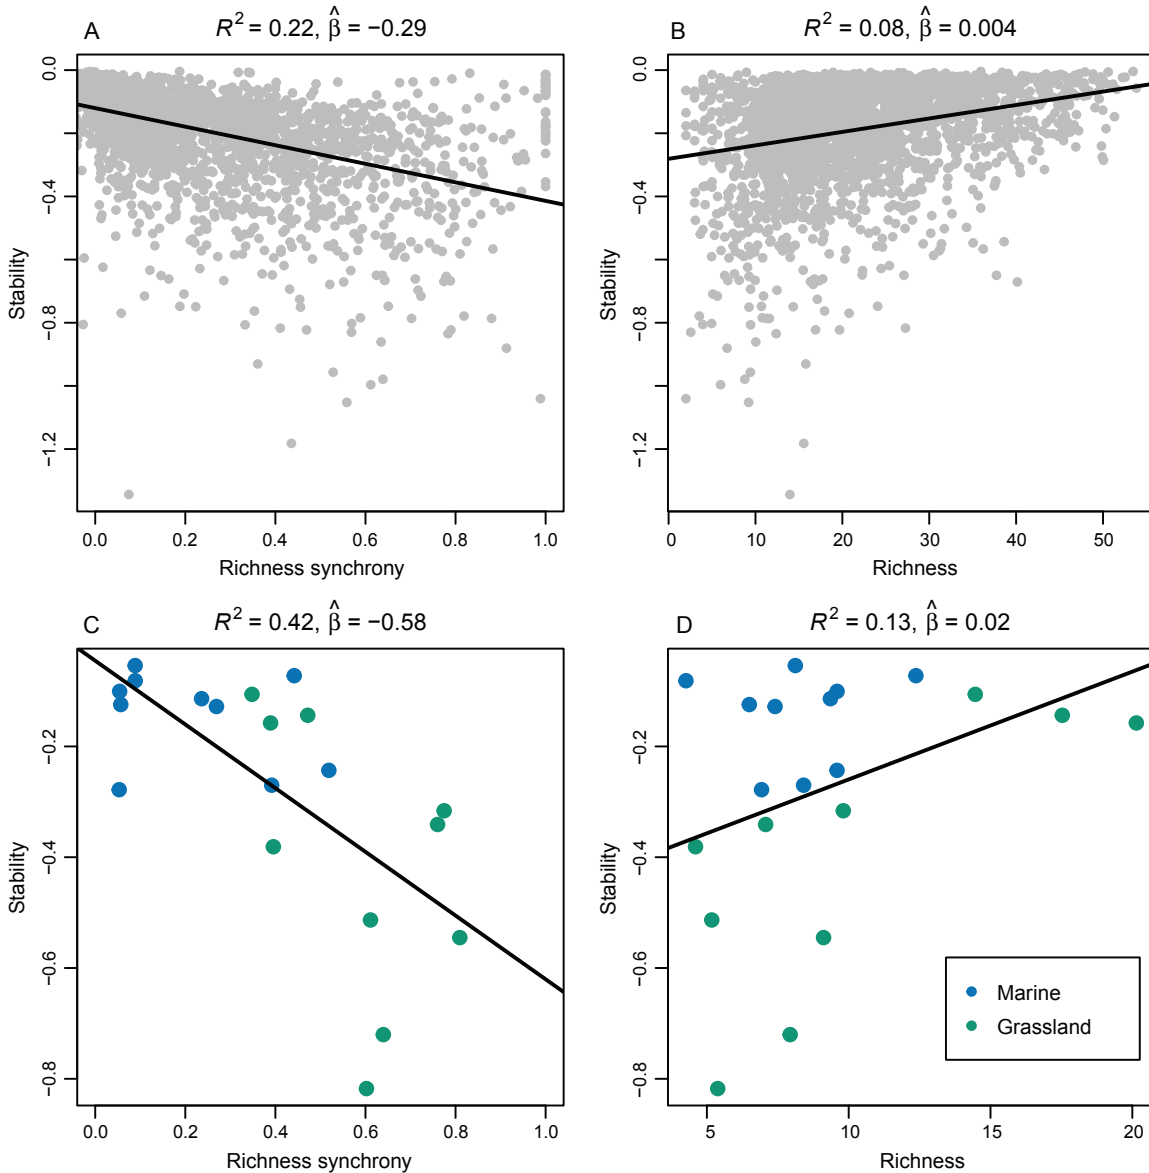 A
R² = 0.22, β̂ = −0.29
0.0
−0.4
−0.8
−1.2
Stability
0.0 0.2 0.4 0.6 0.8 1.0
Richness synchrony
B
R² = 0.08, β̂ = 0.004
0.0
−0.4
−0.8
−1.2
Stability
0 10 20 30 40 50
Richness
C
R² = 0.42, β̂ = −0.58
−0.2
−0.4
−0.6
−0.8
Stability
0.0 0.2 0.4 0.6 0.8 1.0
Richness synchrony
D
R² = 0.13, β̂ = 0.02
−0.2
−0.4
−0.6
−0.8
Stability
5 10 15 20
Richness
Marine
Grassland